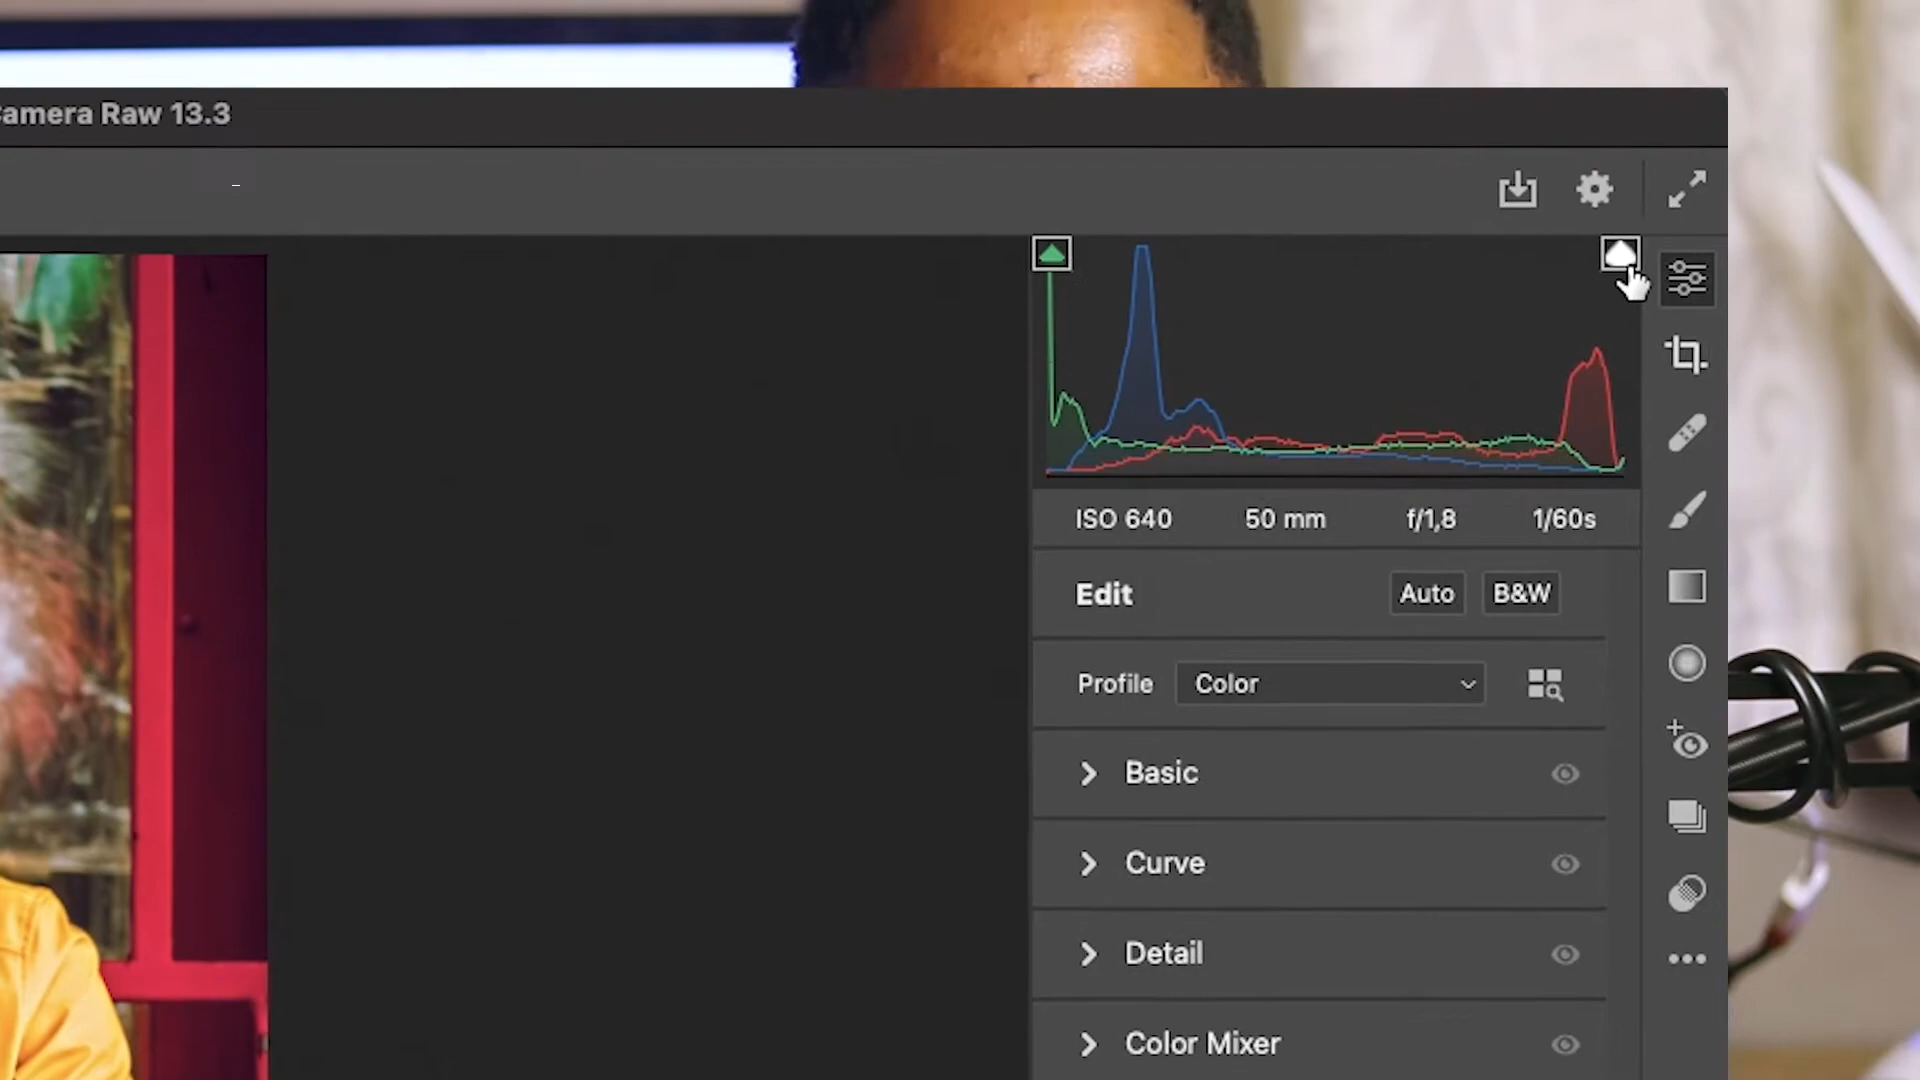 Camera Raw 13.3
ISO 640 50 mm f/1,8 1/60s
Edit Auto B&W
Profile Color
Basic
Curve
Detail
Color Mixer